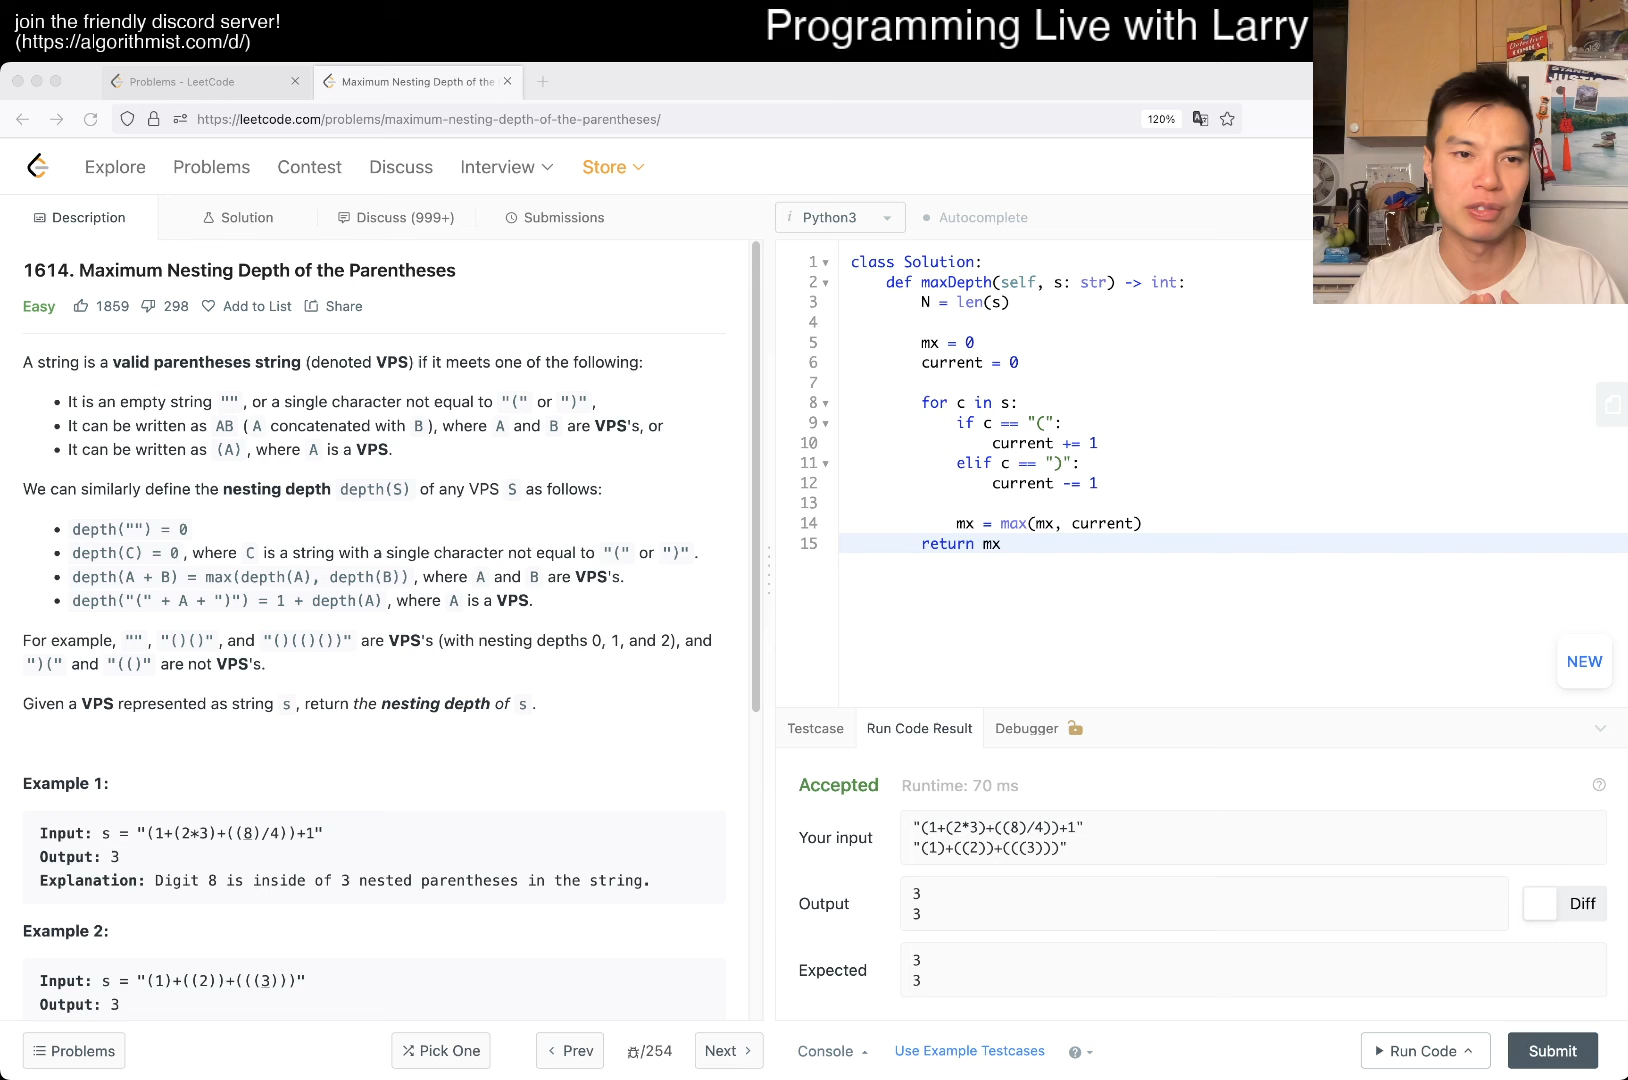 join the friendly discord server!
(https://algorithmist.com/d/)
Programming Live with Larry
Problems - LeetCode
Maximum Nesting Depth of the
https://leetcode.com/problems/maximum-nesting-depth-of-the-parentheses/
120%
Explore Problems Contest Discuss Interview Store
Description Solution Discuss (999+) Submissions
i Python3 Autocomplete
1614. Maximum Nesting Depth of the Parentheses
Easy 1859 298 Add to List Share
A string is a valid parentheses string (denoted VPS) if it meets one of the following:
• It is an empty string "", or a single character not equal to "(" or ")",
• It can be written as AB (A concatenated with B), where A and B are VPS's, or
• It can be written as (A), where A is a VPS.
We can similarly define the nesting depth depth(S) of any VPS S as follows:
• depth("") = 0
• depth(C) = 0, where C is a string with a single character not equal to "(" or ")".
• depth(A + B) = max(depth(A), depth(B)), where A and B are VPS's.
• depth("(" + A + ")") = 1 + depth(A), where A is a VPS.
For example, "", "()()", and "()(()())" are VPS's (with nesting depths 0, 1, and 2), and
")(" and "(()" are not VPS's.
Given a VPS represented as string s, return the nesting depth of s.
Example 1:
Input: s = "(1+(2*3)+((8)/4))+1"
Output: 3
Explanation: Digit 8 is inside of 3 nested parentheses in the string.
Example 2:
Input: s = "(1)+((2))+(((3)))"
Output: 3
1 class Solution:
2 def maxDepth(self, s: str) -> int:
3 N = len(s)
4
5 mx = 0
6 current = 0
7
8 for c in s:
9 if c == "(":
10 current += 1
11 elif c == ")":
12 current -= 1
13
14 mx = max(mx, current)
15 return mx
NEW
Testcase Run Code Result Debugger
Accepted Runtime: 70 ms
Your input
"(1+(2*3)+((8)/4))+1"
"(1)+((2))+(((3)))"
Output
3
3
Diff
Expected
3
3
Problems Pick One Prev /254 Next
Console Use Example Testcases Run Code Submit